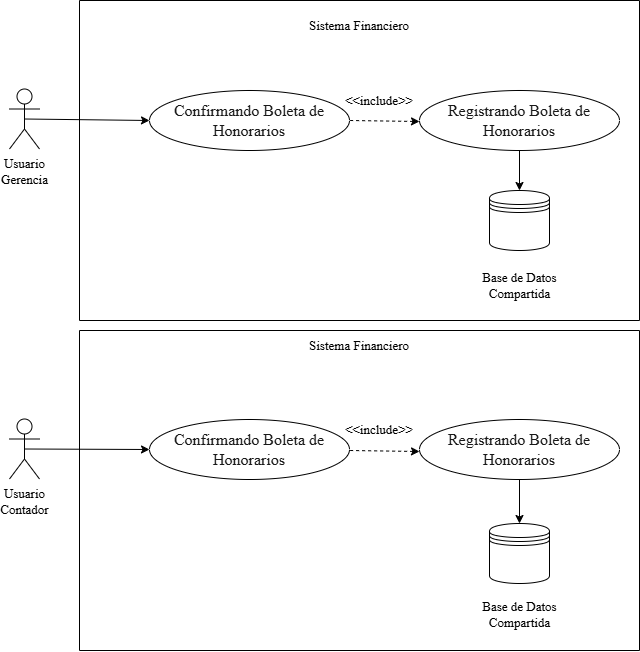 Sistema Financiero
Confirmando Boleta de
Honorarios
<<include>>
Registrando Boleta de
Honorarios
Usuario
Gerencia
Base de Datos
Compartida
Sistema Financiero
Confirmando Boleta de
Honorarios
<<include>>
Registrando Boleta de
Honorarios
Usuario
Contador
Base de Datos
Compartida